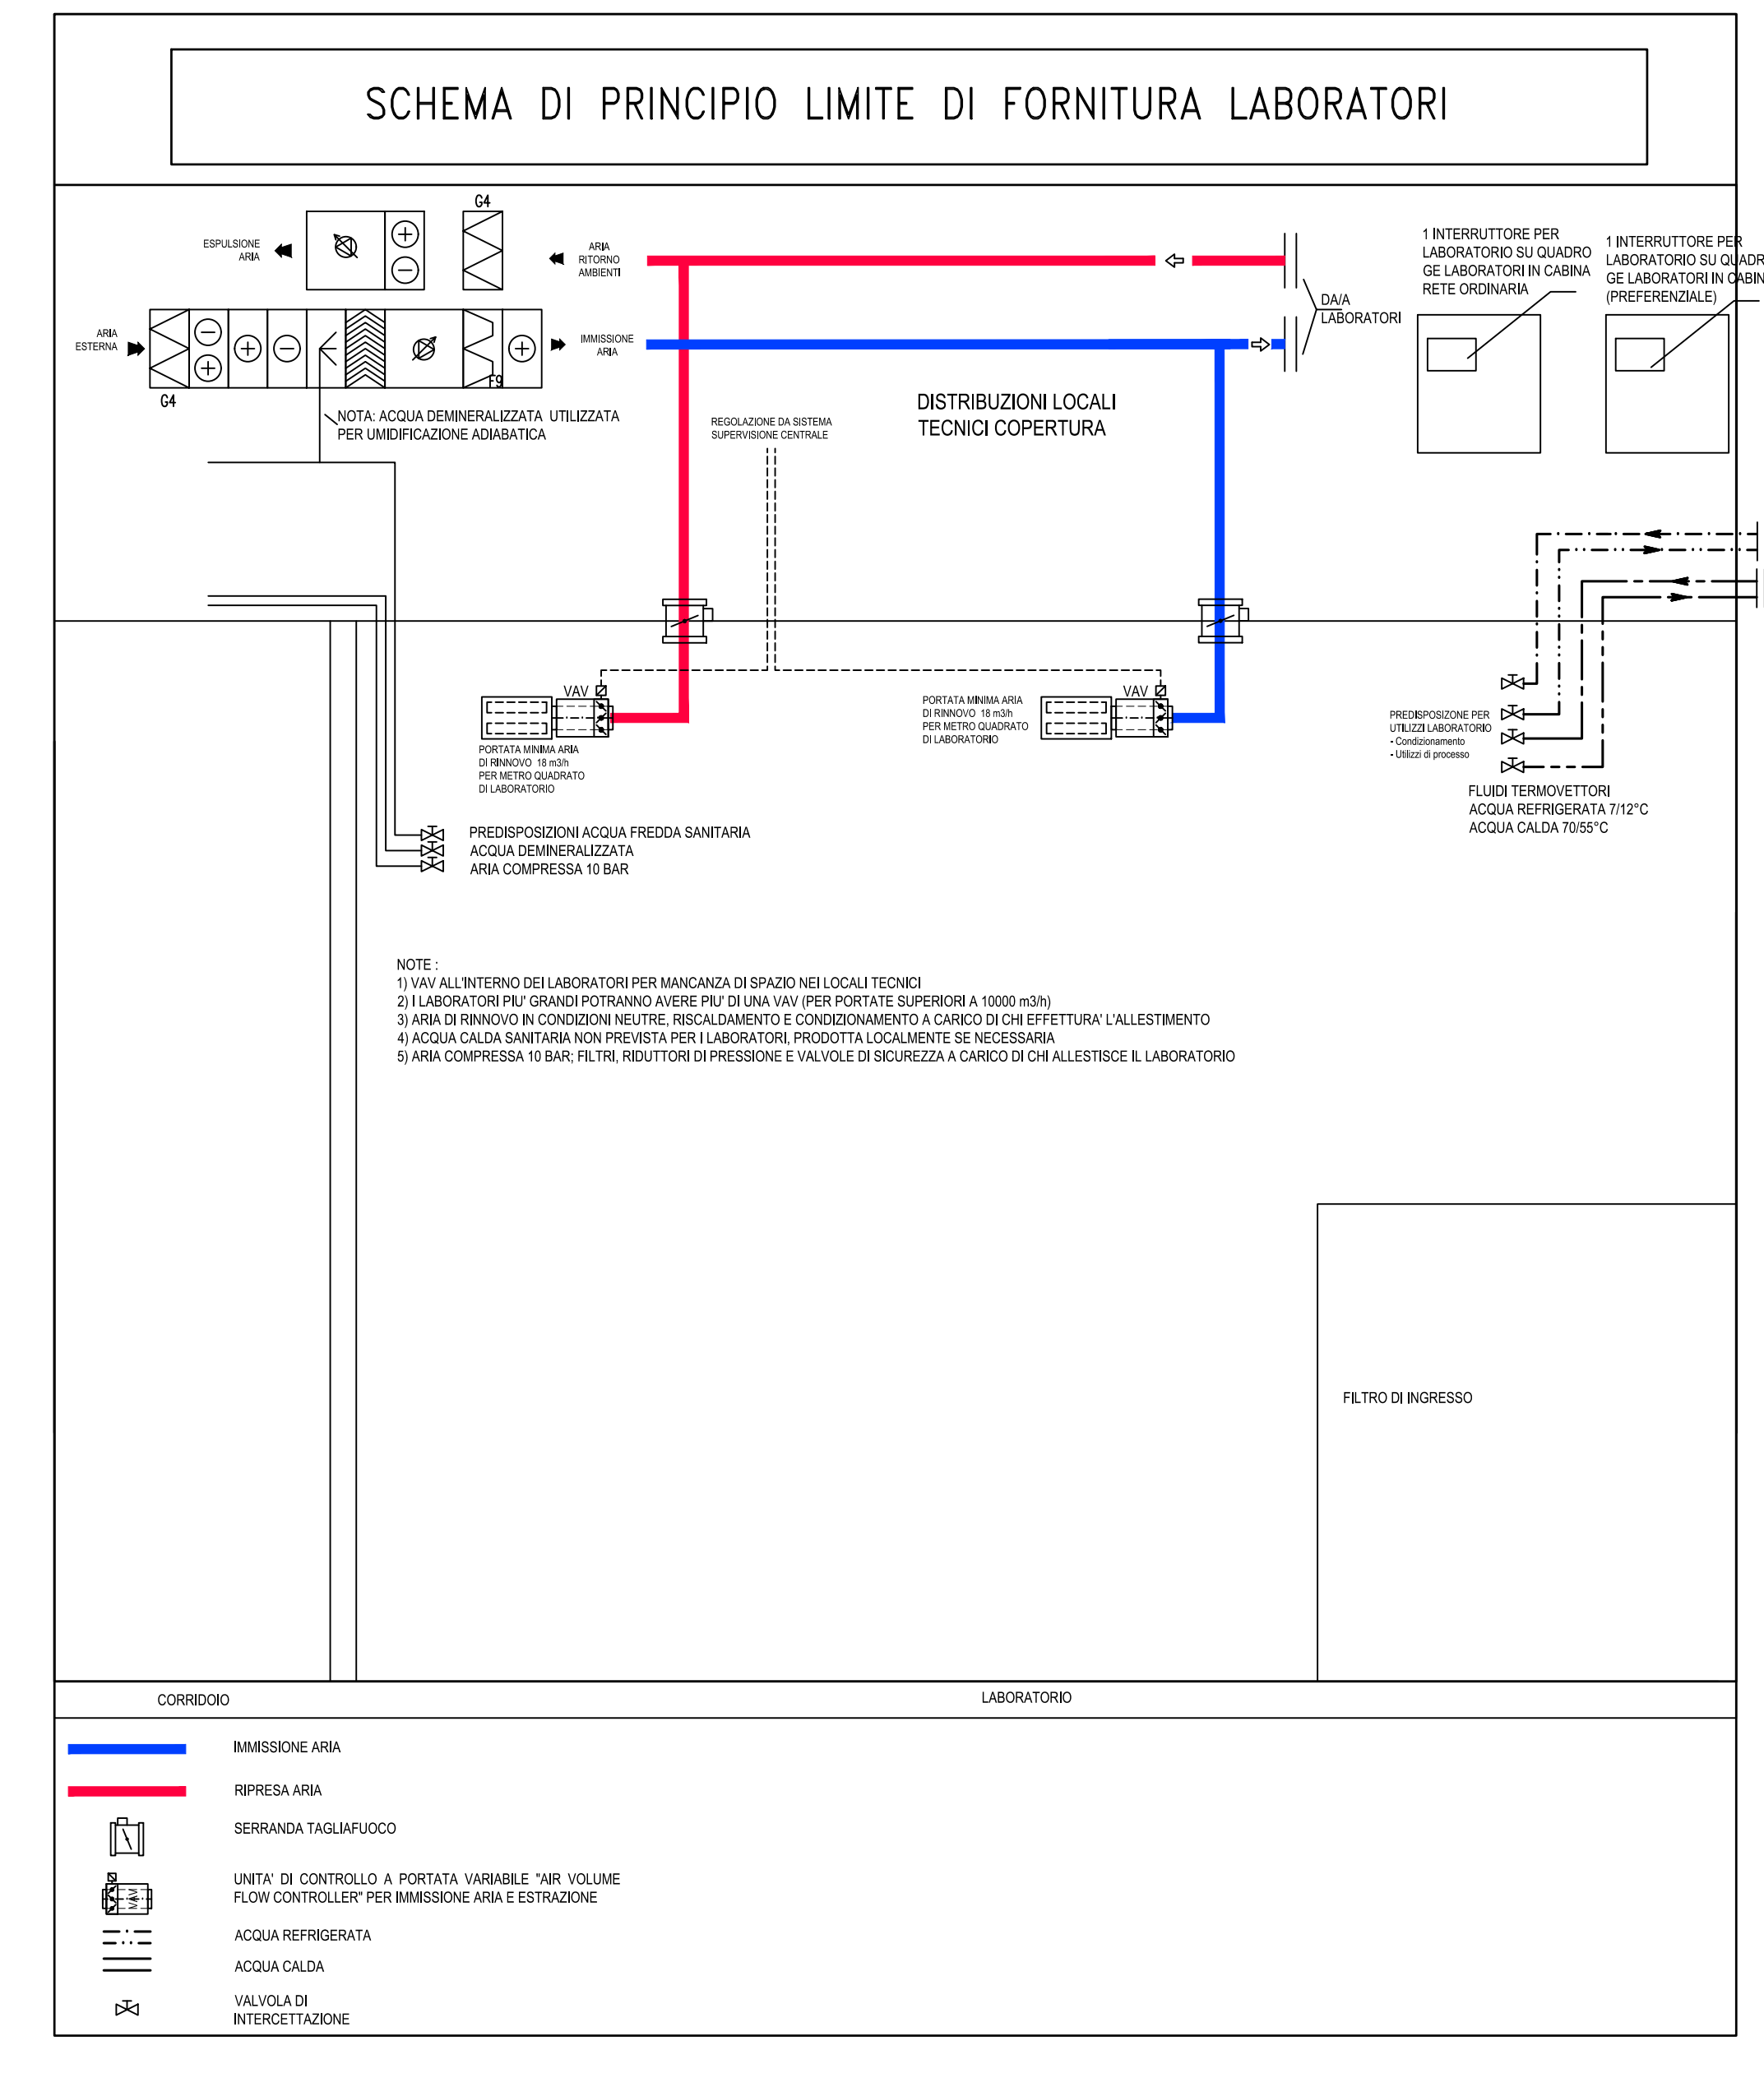 SCHEMA DI PRINCIPIO LIMITE DI FORNITURA LABORATORI
G4
ESPULSIONE
ARIA
ARIA
RITORNO
AMBIENTI
1 INTERRUTTORE PER
LABORATORIO SU QUADRO
GE LABORATORI IN CABINA
RETE ORDINARIA
1 INTERRUTTORE PER
LABORATORIO SU QUADR
GE LABORATORI IN CABIN
(PREFERENZIALE)
DA/A
LABORATORI
ARIA
ESTERNA
IMMISSIONE
ARIA
F9
G4
NOTA: ACQUA DEMINERALIZZATA UTILIZZATA
PER UMIDIFICAZIONE ADIABATICA
REGOLAZIONE DA SISTEMA
SUPERVISIONE CENTRALE
DISTRIBUZIONI LOCALI
TECNICI COPERTURA
VAV
PORTATA MINIMA ARIA
DI RINNOVO 18 m3/h
PER METRO QUADRATO
DI LABORATORIO
VAV
PORTATA MINIMA ARIA
DI RINNOVO 18 m3/h
PER METRO QUADRATO
DI LABORATORIO
PREDISPOSIZONE PER
UTILIZZI LABORATORIO
- Condizionamento
- Utilizzi di processo
FLUIDI TERMOVETTORI
ACQUA REFRIGERATA 7/12°C
ACQUA CALDA 70/55°C
PREDISPOSIZIONI ACQUA FREDDA SANITARIA
ACQUA DEMINERALIZZATA
ARIA COMPRESSA 10 BAR
NOTE :
1) VAV ALL'INTERNO DEI LABORATORI PER MANCANZA DI SPAZIO NEI LOCALI TECNICI
2) I LABORATORI PIU' GRANDI POTRANNO AVERE PIU' DI UNA VAV (PER PORTATE SUPERIORI A 10000 m3/h)
3) ARIA DI RINNOVO IN CONDIZIONI NEUTRE, RISCALDAMENTO E CONDIZIONAMENTO A CARICO DI CHI EFFETTURA' L'ALLESTIMENTO
4) ACQUA CALDA SANITARIA NON PREVISTA PER I LABORATORI, PRODOTTA LOCALMENTE SE NECESSARIA
5) ARIA COMPRESSA 10 BAR; FILTRI, RIDUTTORI DI PRESSIONE E VALVOLE DI SICUREZZA A CARICO DI CHI ALLESTISCE IL LABORATORIO
FILTRO DI INGRESSO
CORRIDOIO
LABORATORIO
IMMISSIONE ARIA
RIPRESA ARIA
SERRANDA TAGLIAFUOCO
VAV
UNITA' DI CONTROLLO A PORTATA VARIABILE "AIR VOLUME
FLOW CONTROLLER" PER IMMISSIONE ARIA E ESTRAZIONE
ACQUA REFRIGERATA
ACQUA CALDA
VALVOLA DI
INTERCETTAZIONE